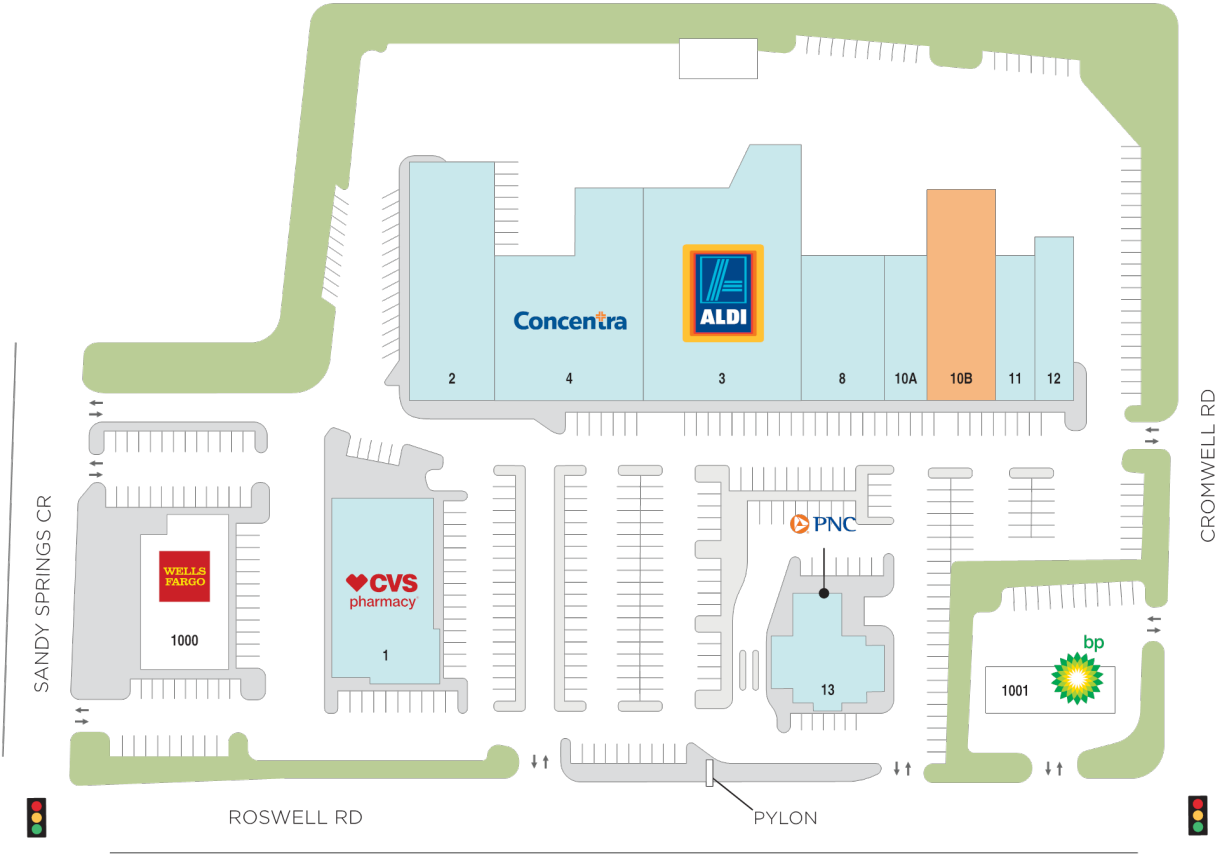 Concentra
ALDI
2
4
3
8
10A
10B
11
12
CROMWELL RD
SANDY SPRINGS CR
WELLS
FARGO
1000
CVS
pharmacy
1
PNC
13
bp
1001
ROSWELL RD
PYLON